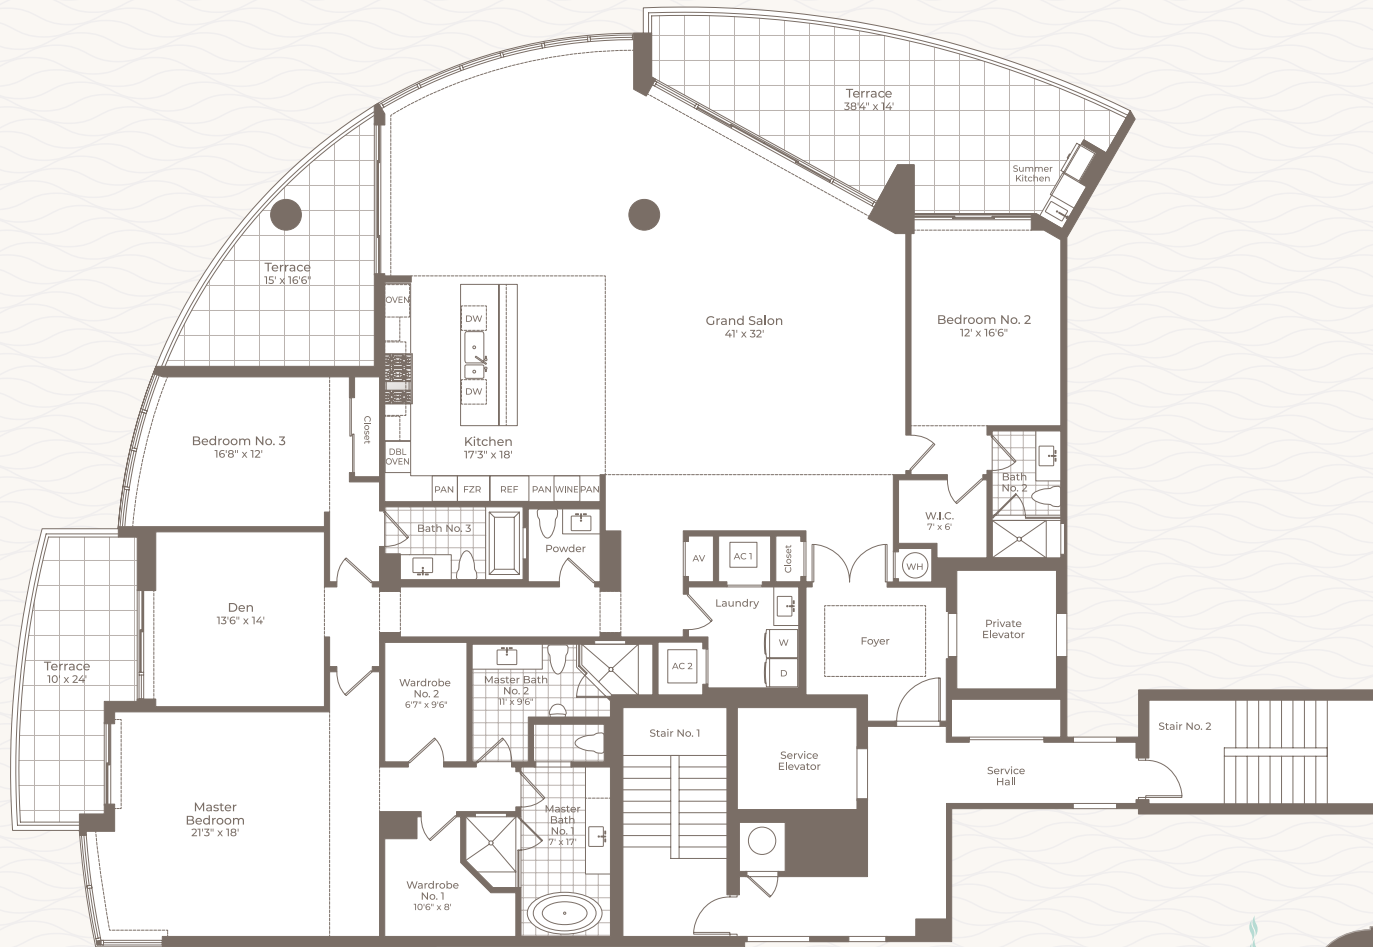 Terrace
38'4" x 14'
Summer
Kitchen
Terrace
15' x 16'6"
OVEN
DW
DW
DBL
OVEN
Kitchen
17'3" x 18'
PAN
FZR
REF
PAN
WINE
PAN
Grand Salon
41' x 32'
Bedroom No. 2
12' x 16'6"
Bedroom No. 3
16'8" x 12'
Closet
Bath
No. 2
W.I.C.
7' x 6'
Bath No. 3
Powder
AV
AC 1
Closet
WH
Den
13'6" x 14'
Laundry
W
D
Foyer
Private
Elevator
Terrace
10' x 24'
Wardrobe
No. 2
6'7" x 9'6"
Master Bath
No. 2
11' x 9'6"
AC 2
Stair No. 1
Service
Elevator
Service
Hall
Stair No. 2
Master
Bedroom
21'3" x 18'
Master
Bath
No. 1
7' x 17'
Wardrobe
No. 1
10'6" x 8'